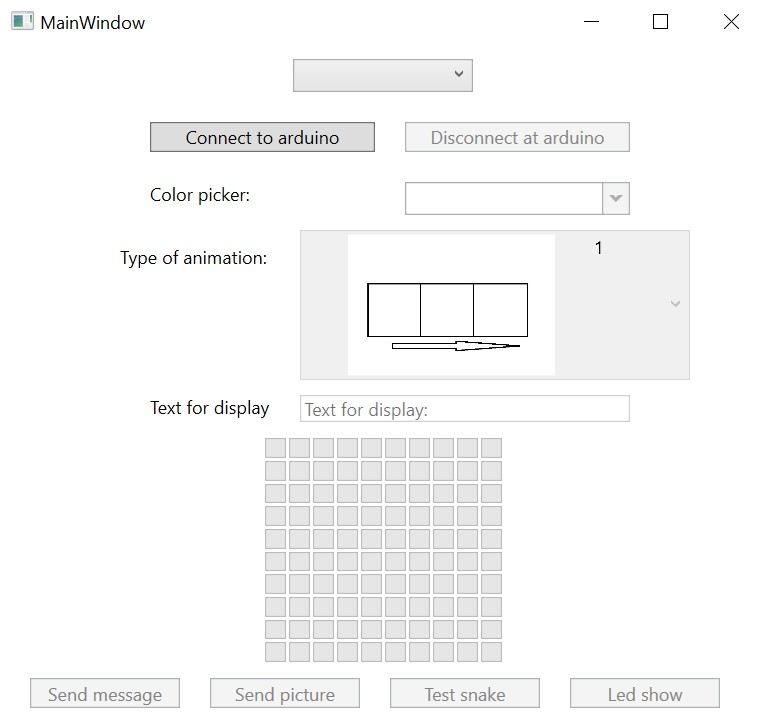 MainWindow
Connect to arduino
Disconnect at arduino
Color picker:
Type of animation:
1
Text for display
Text for display:
Send message
Send picture
Test snake
Led show